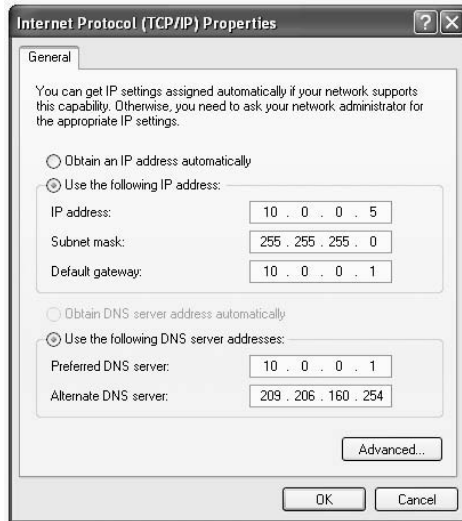 Internet Protocol (TCP/IP) Properties
General
You can get IP settings assigned automatically if your network supports
this capability. Otherwise, you need to ask your network administrator for
the appropriate IP settings.
Obtain an IP address automatically
Use the following IP address:
IP address: 10 . 0 . 0 . 5
Subnet mask: 255 . 255 . 255 . 0
Default gateway: 10 . 0 . 0 . 1
Obtain DNS server address automatically
Use the following DNS server addresses:
Preferred DNS server: 10 . 0 . 0 . 1
Alternate DNS server: 209 . 206 . 160 . 254
Advanced...
OK Cancel